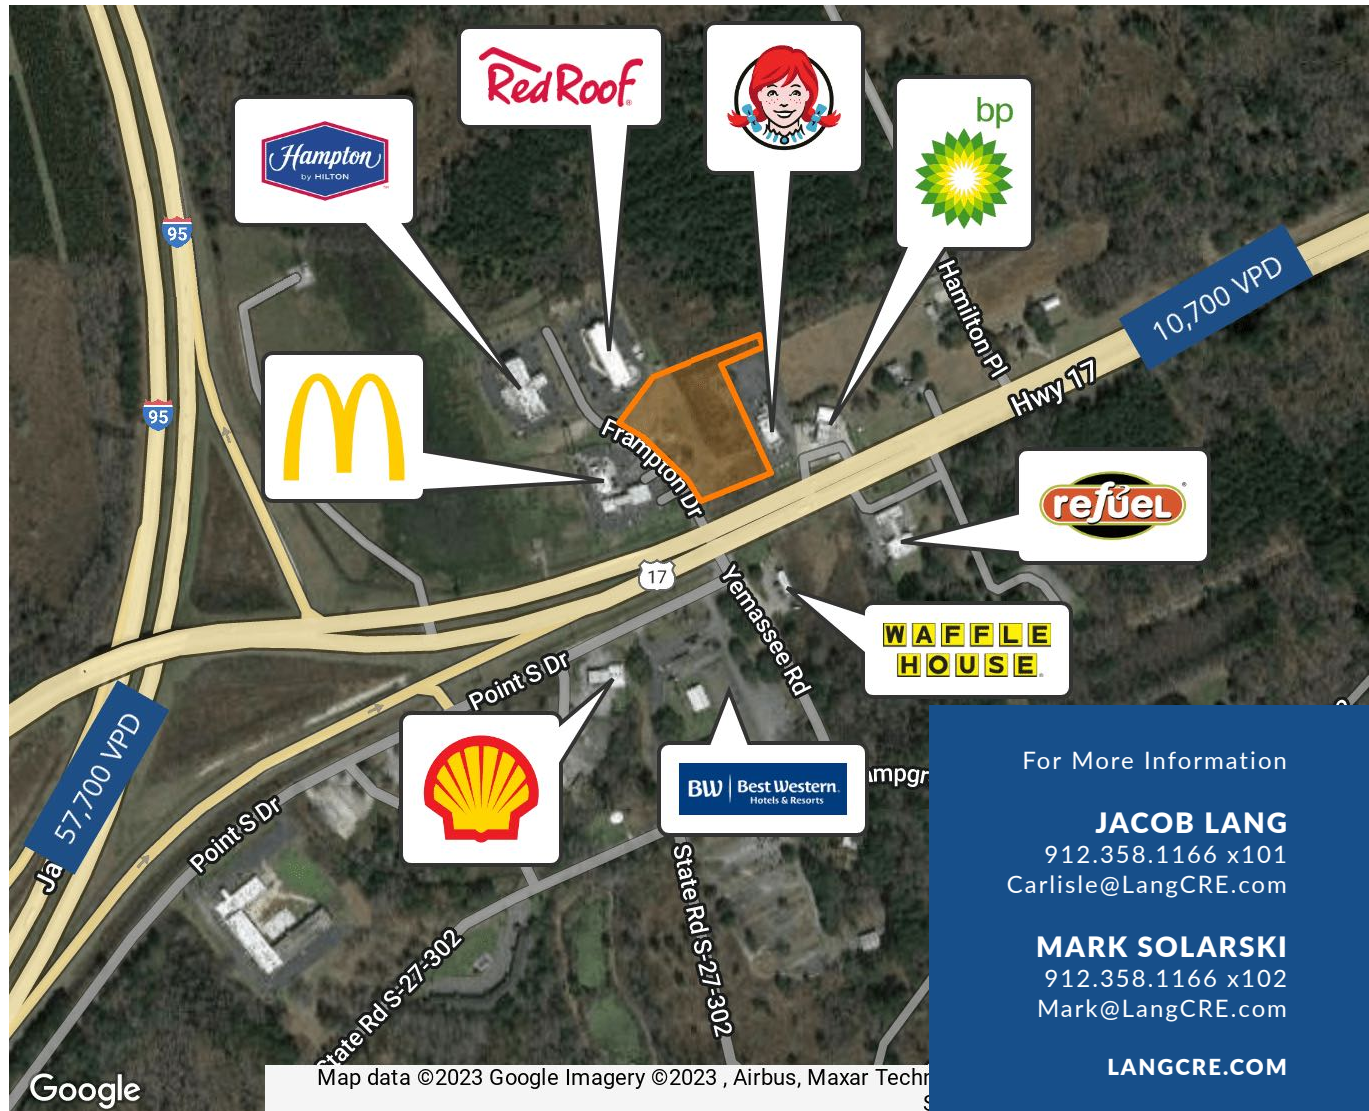 RedRoof
Hampton
by HILTON
bp
95
95
Hamilton Pl
10,700 VPD
Hwy 17
Frampton Dr
refuel
17
Yemassee Rd
WAFFLE
HOUSE
Point S Dr
57,700 VPD
BW Best Western
Hotels & Resorts
Point S Dr
State Rd S-27-302
State Rd S-27-302
For More Information
JACOB LANG
912.358.1166 x101
Carlisle@LangCRE.com
MARK SOLARSKI
912.358.1166 x102
Mark@LangCRE.com
LANGCRE.COM
Google
Map data ©2023 Google Imagery ©2023 , Airbus, Maxar